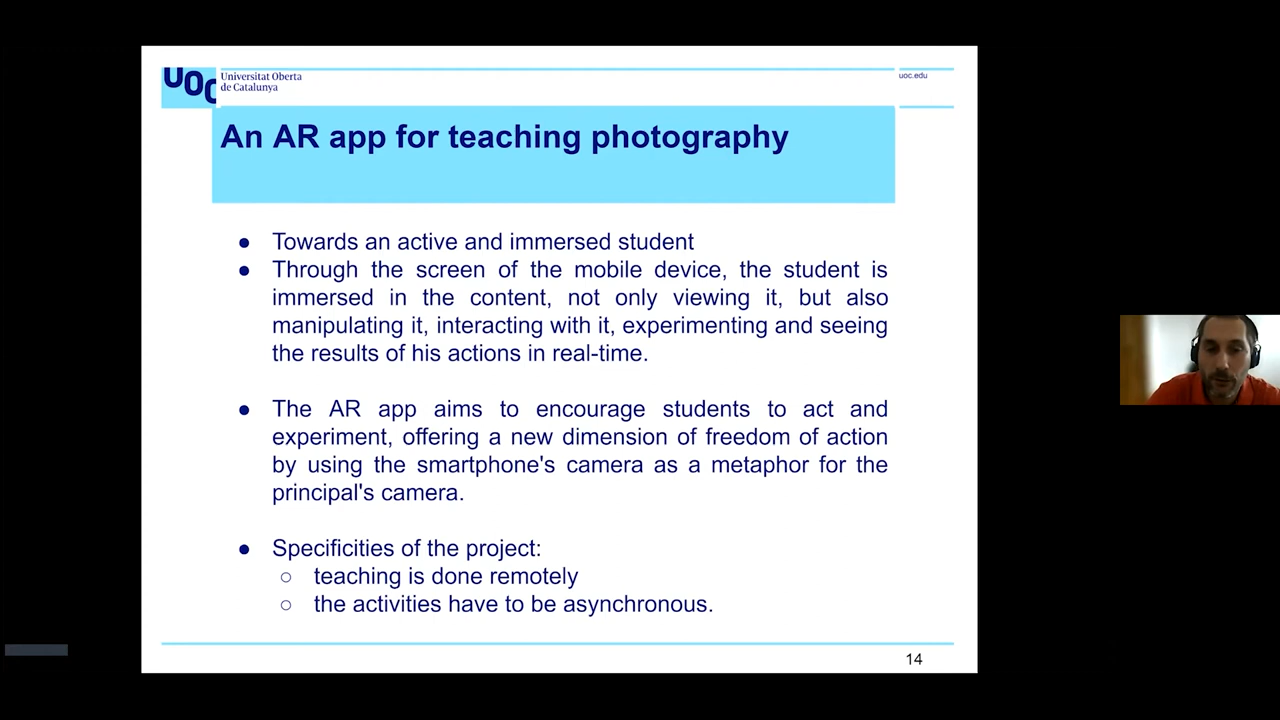 UOC
Universitat Oberta
de Catalunya
uoc.edu
An AR app for teaching photography
● Towards an active and immersed student
● Through the screen of the mobile device, the student is
immersed in the content, not only viewing it, but also
manipulating it, interacting with it, experimenting and seeing
the results of his actions in real-time.
● The AR app aims to encourage students to act and
experiment, offering a new dimension of freedom of action
by using the smartphone's camera as a metaphor for the
principal's camera.
● Specificities of the project:
○ teaching is done remotely
○ the activities have to be asynchronous.
14